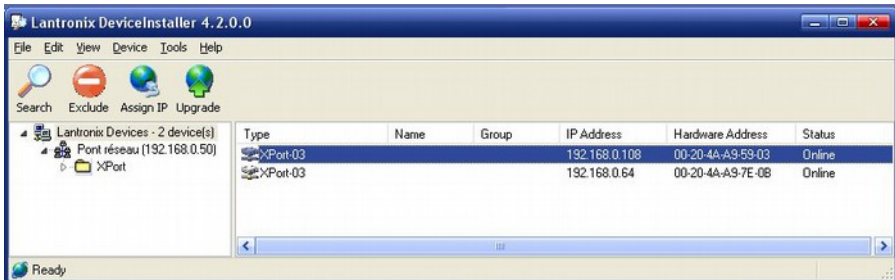 Lantronix DeviceInstaller 4.2.0.0
File Edit View Device Tools Help
Search Exclude Assign IP Upgrade
Lantronix Devices - 2 device(s)
Pont réseau (192.168.0.50)
XPort
Type Name Group IP Address Hardware Address Status
XPort-03 192.168.0.108 00-20-4A-A9-59-03 Online
XPort-03 192.168.0.64 00-20-4A-A9-7E-0B Online
Ready